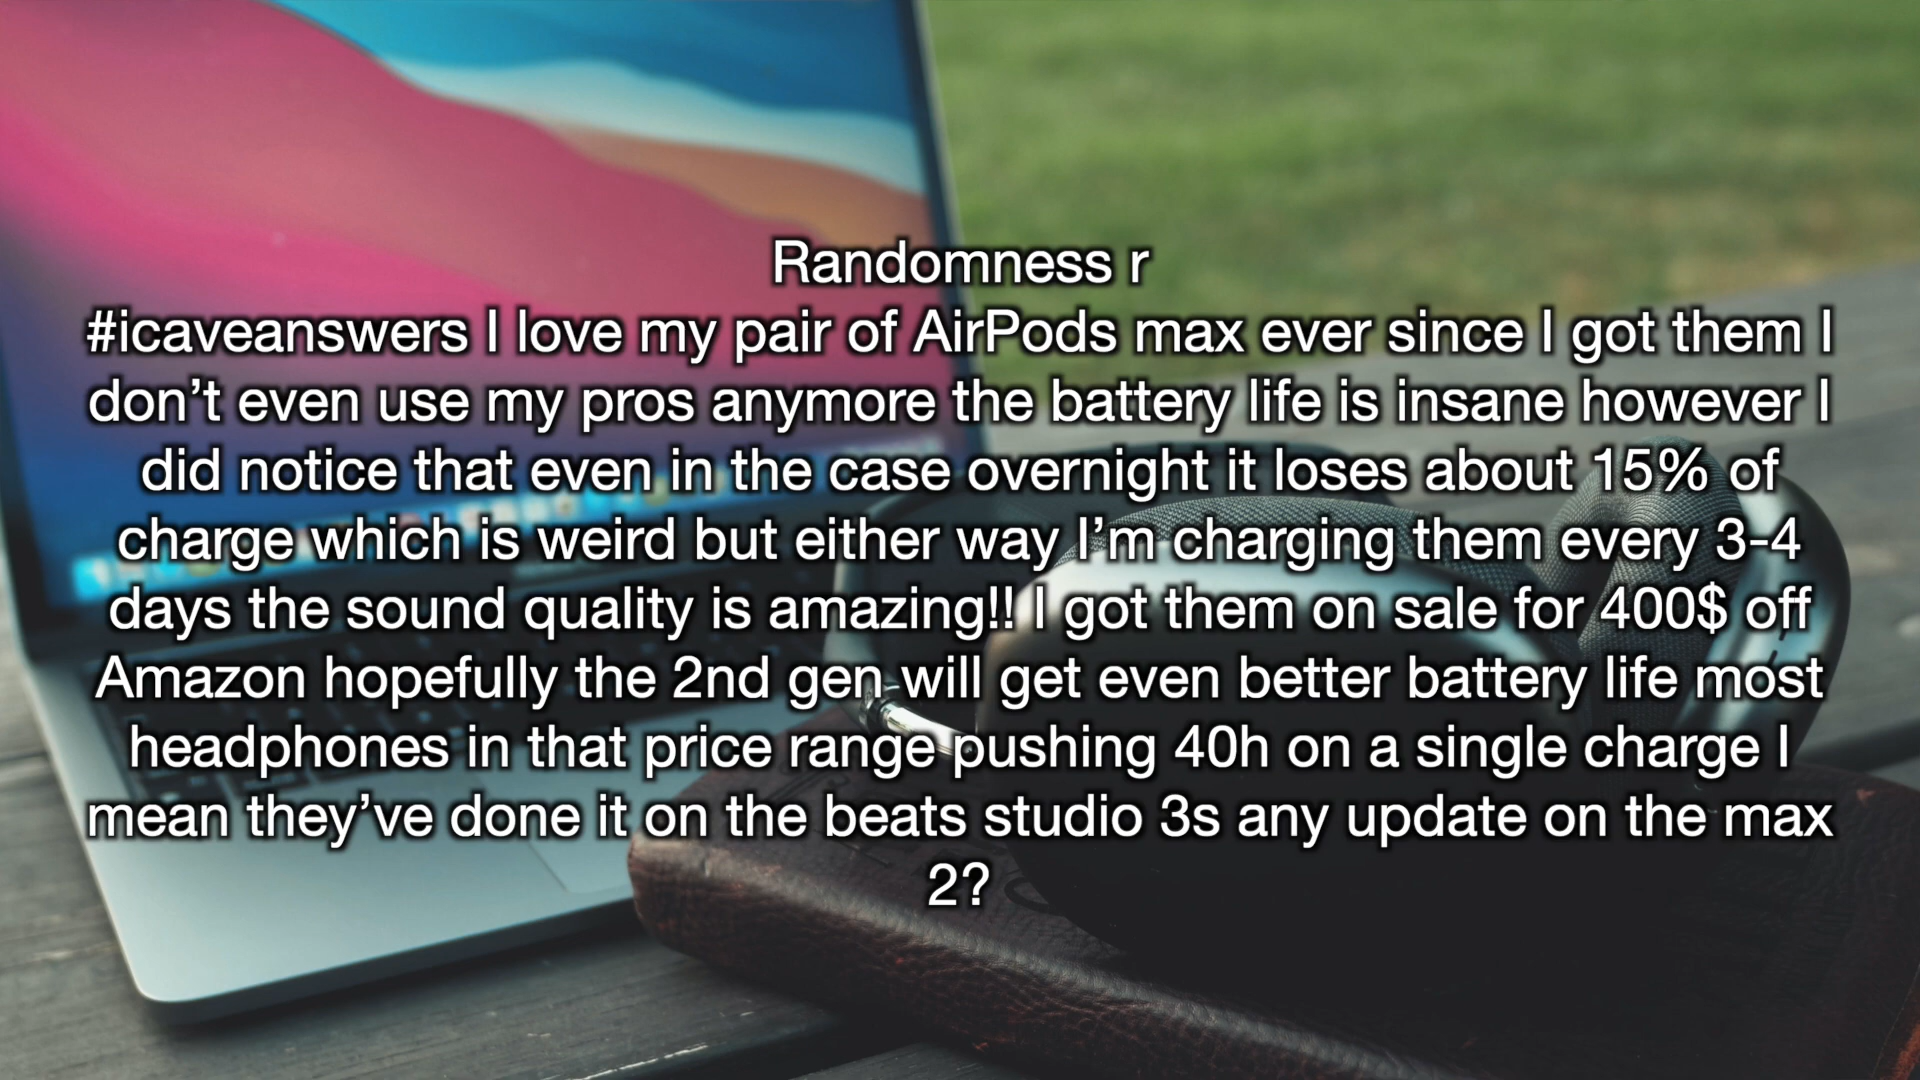 Randomness r
#icaveanswers I love my pair of AirPods max ever since I got them I
don’t even use my pros anymore the battery life is insane however I
did notice that even in the case overnight it loses about 15% of
charge which is weird but either way I’m charging them every 3-4
days the sound quality is amazing!! I got them on sale for 400$ off
Amazon hopefully the 2nd gen will get even better battery life most
headphones in that price range pushing 40h on a single charge I
mean they’ve done it on the beats studio 3s any update on the max
2?